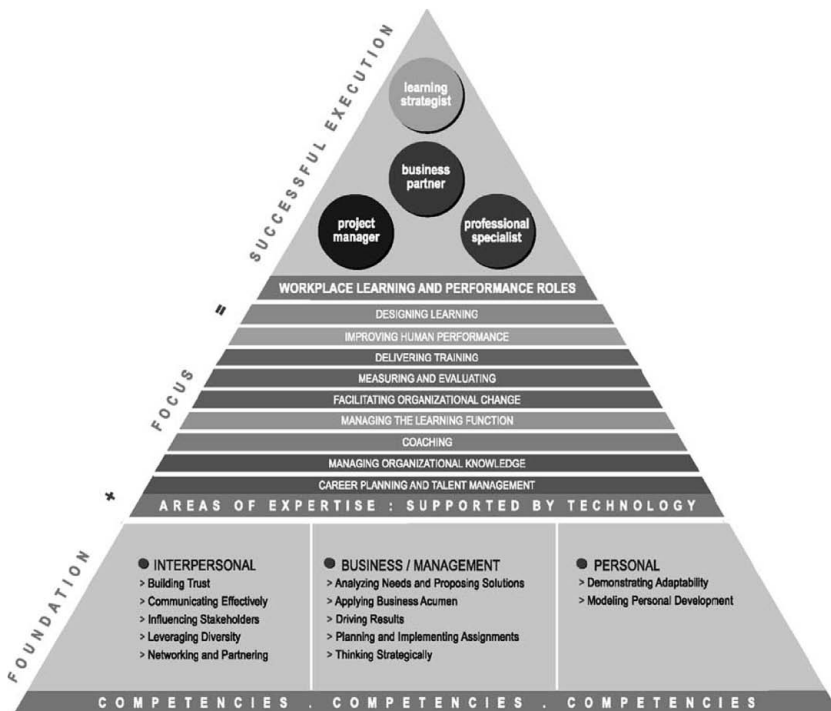 SUCCESSFUL EXECUTION
learning
strategist
business
partner
project
manager
professional
specialist
WORKPLACE LEARNING AND PERFORMANCE ROLES
=
FOCUS
DESIGNING LEARNING
IMPROVING HUMAN PERFORMANCE
DELIVERING TRAINING
MEASURING AND EVALUATING
FACILITATING ORGANIZATIONAL CHANGE
MANAGING THE LEARNING FUNCTION
COACHING
MANAGING ORGANIZATIONAL KNOWLEDGE
CAREER PLANNING AND TALENT MANAGEMENT
AREAS OF EXPERTISE : SUPPORTED BY TECHNOLOGY
+
FOUNDATION
INTERPERSONAL
> Building Trust
> Communicating Effectively
> Influencing Stakeholders
> Leveraging Diversity
> Networking and Partnering
BUSINESS / MANAGEMENT
> Analyzing Needs and Proposing Solutions
> Applying Business Acumen
> Driving Results
> Planning and Implementing Assignments
> Thinking Strategically
PERSONAL
> Demonstrating Adaptability
> Modeling Personal Development
COMPETENCIES . COMPETENCIES . COMPETENCIES